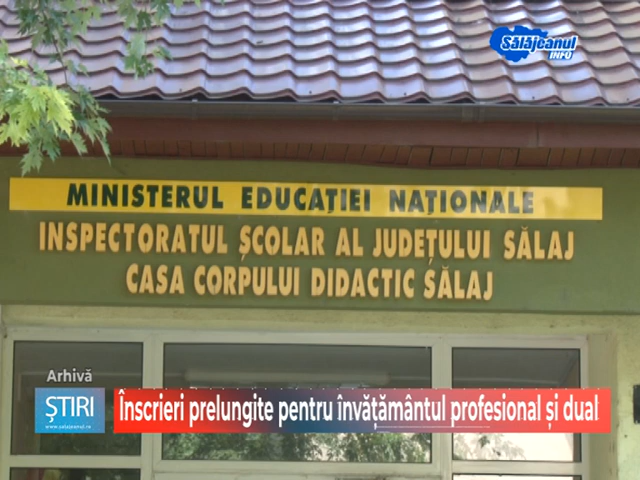 Sălăjeanul
INFO
MINISTERUL EDUCAȚIEI NAȚIONALE
INSPECTORATUL ȘCOLAR AL JUDEȚULUI SĂLAJ
CASA CORPULUI DIDACTIC SĂLAJ
Arhivă
ȘTIRI
www.salajeanul.ro
Înscrieri prelungite pentru învățământul profesional și dual